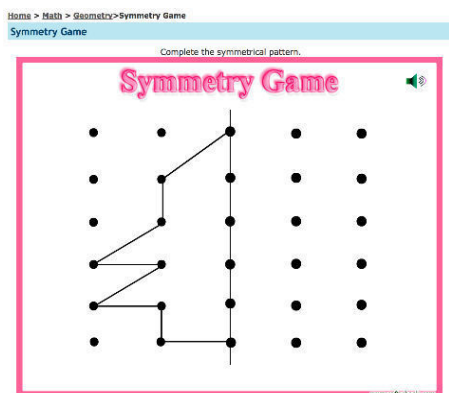 Home > Math > Geometry>Symmetry Game
Symmetry Game
Complete the symmetrical pattern.
Symmetry Game